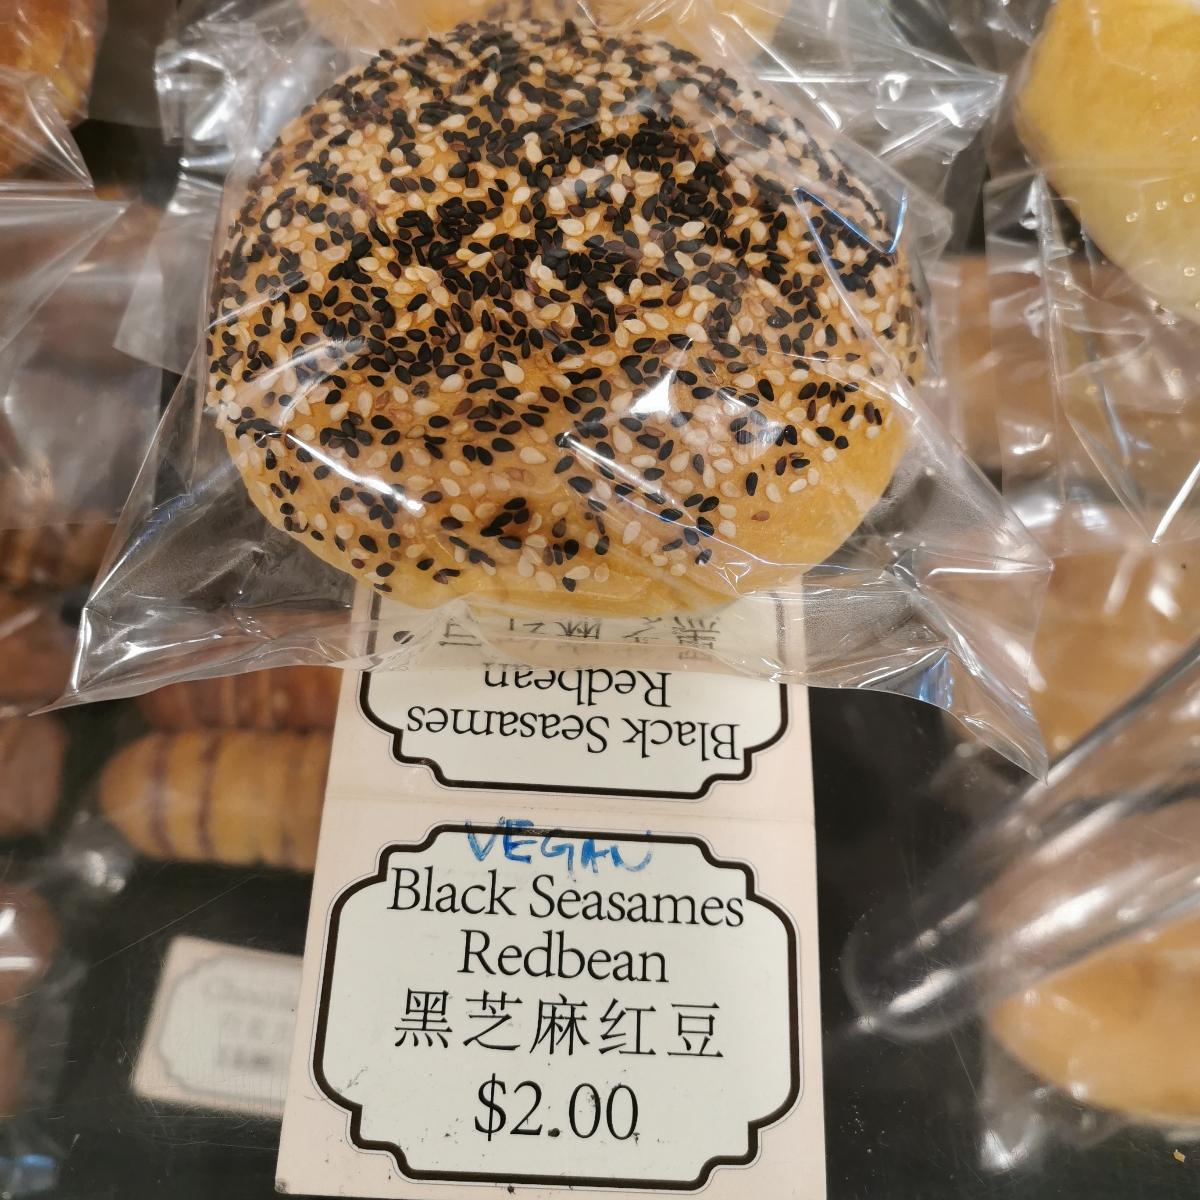 Black Seasames
Redbean
VEGAN
Black Seasames
Redbean
黑芝麻红豆
$2.00